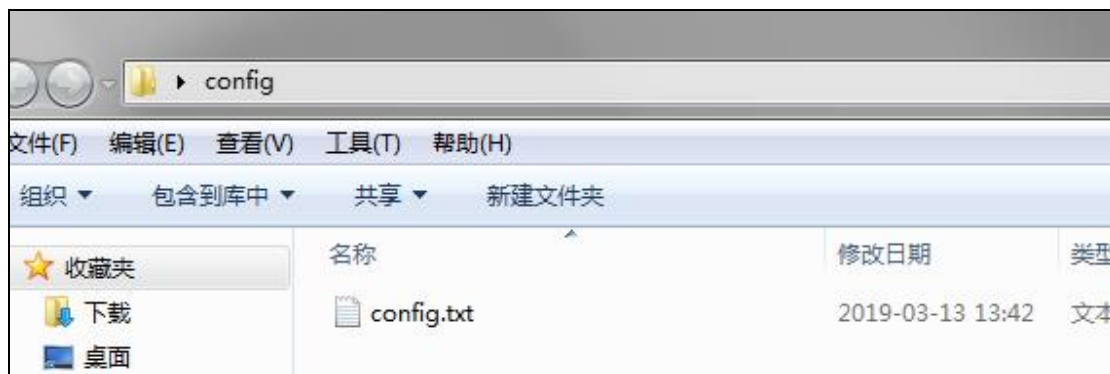 config
文件(F) 编辑(E) 查看(V) 工具(T) 帮助(H)
组织 包含到库中 共享 新建文件夹
收藏夹 名称 修改日期 类型
下载 config.txt 2019-03-13 13:42 文本
桌面